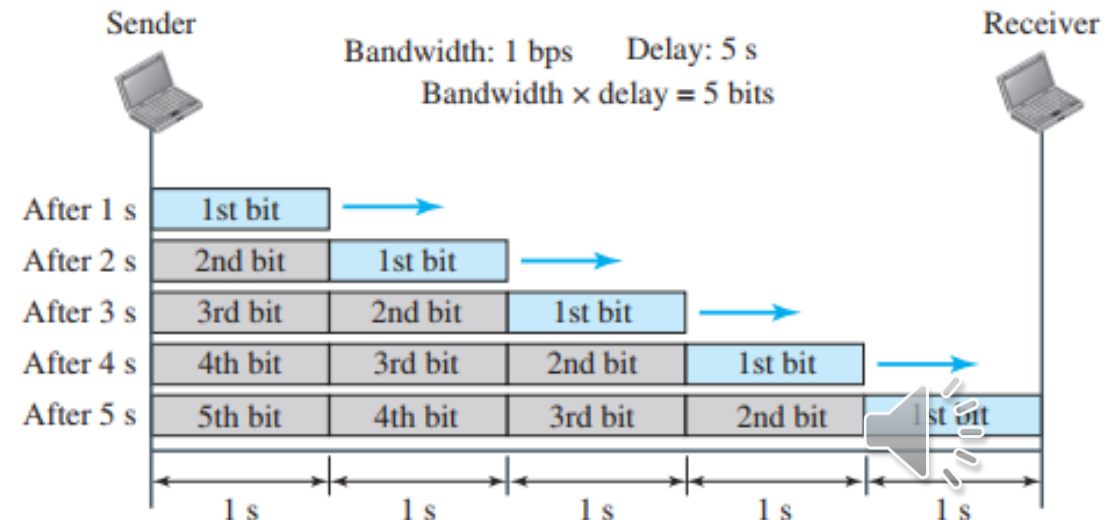 Sender
Receiver
Bandwidth: 1 bps Delay: 5 s
Bandwidth × delay = 5 bits
After 1 s 1st bit
After 2 s 2nd bit 1st bit
After 3 s 3rd bit 2nd bit 1st bit
After 4 s 4th bit 3rd bit 2nd bit 1st bit
After 5 s 5th bit 4th bit 3rd bit 2nd bit 1st bit
1 s 1 s 1 s 1 s 1 s